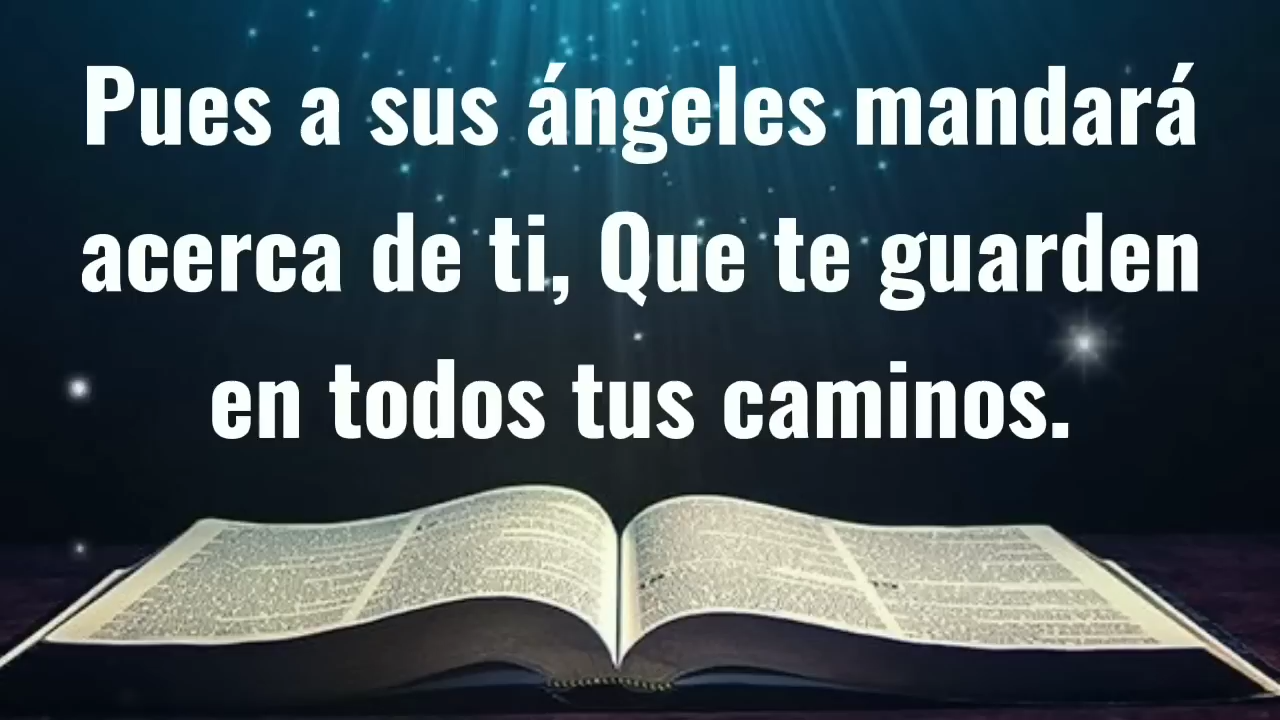 Pues a sus ángeles mandará
acerca de ti, Que te guarden
en todos tus caminos.